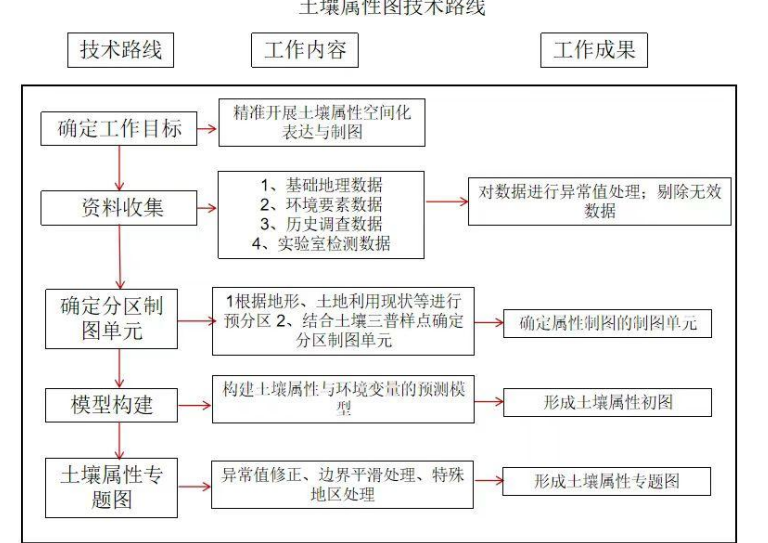 土壤属性图技术路线
技术路线
工作内容
工作成果
确定工作目标
精准开展土壤属性空间化
表达与制图
资料收集
1、基础地理数据
2、环境要素数据
3、历史调查数据
4、实验室检测数据
对数据进行异常值处理；剔除无效
数据
确定分区制
图单元
1根据地形、土地利用现状等进行
预分区 2、结合土壤三普样点确定
分区制图单元
确定属性制图的制图单元
模型构建
构建土壤属性与环境变量的预测模
型
形成土壤属性初图
土壤属性专
题图
异常值修正、边界平滑处理、特殊
地区处理
形成土壤属性专题图